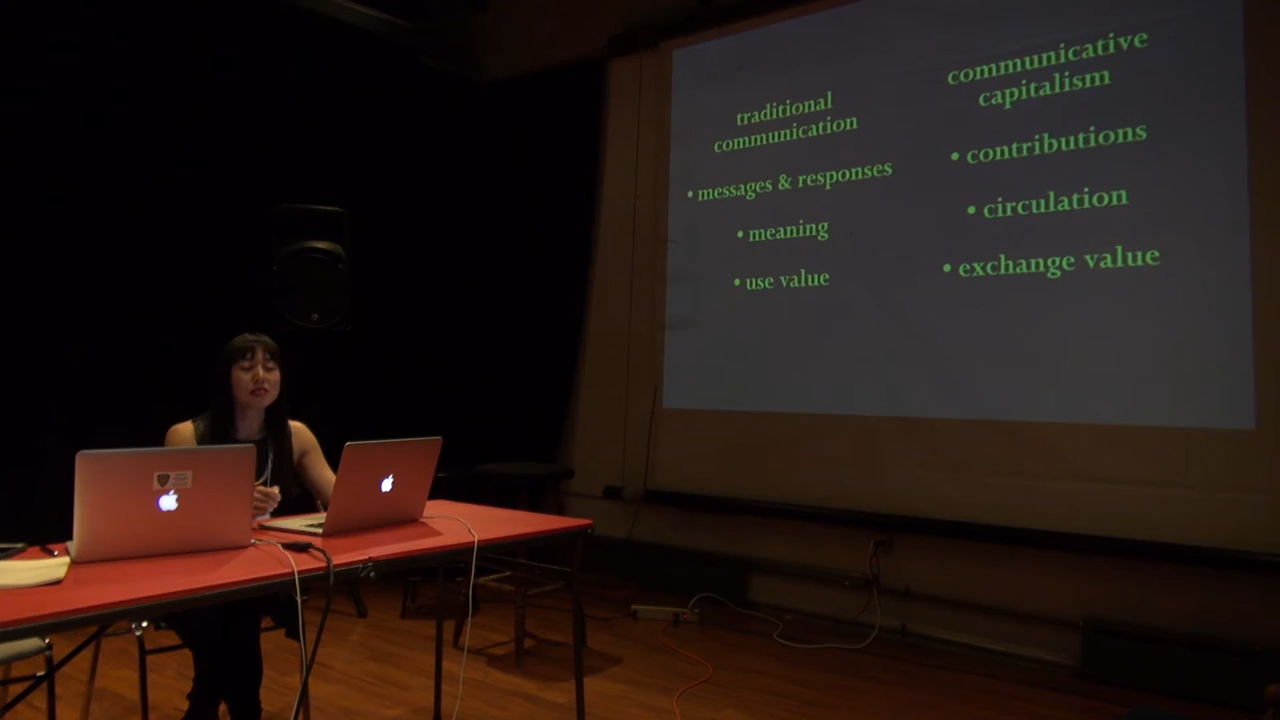 traditional
communication
• messages & responses
• meaning
• use value
communicative
capitalism
• contributions
• circulation
• exchange value